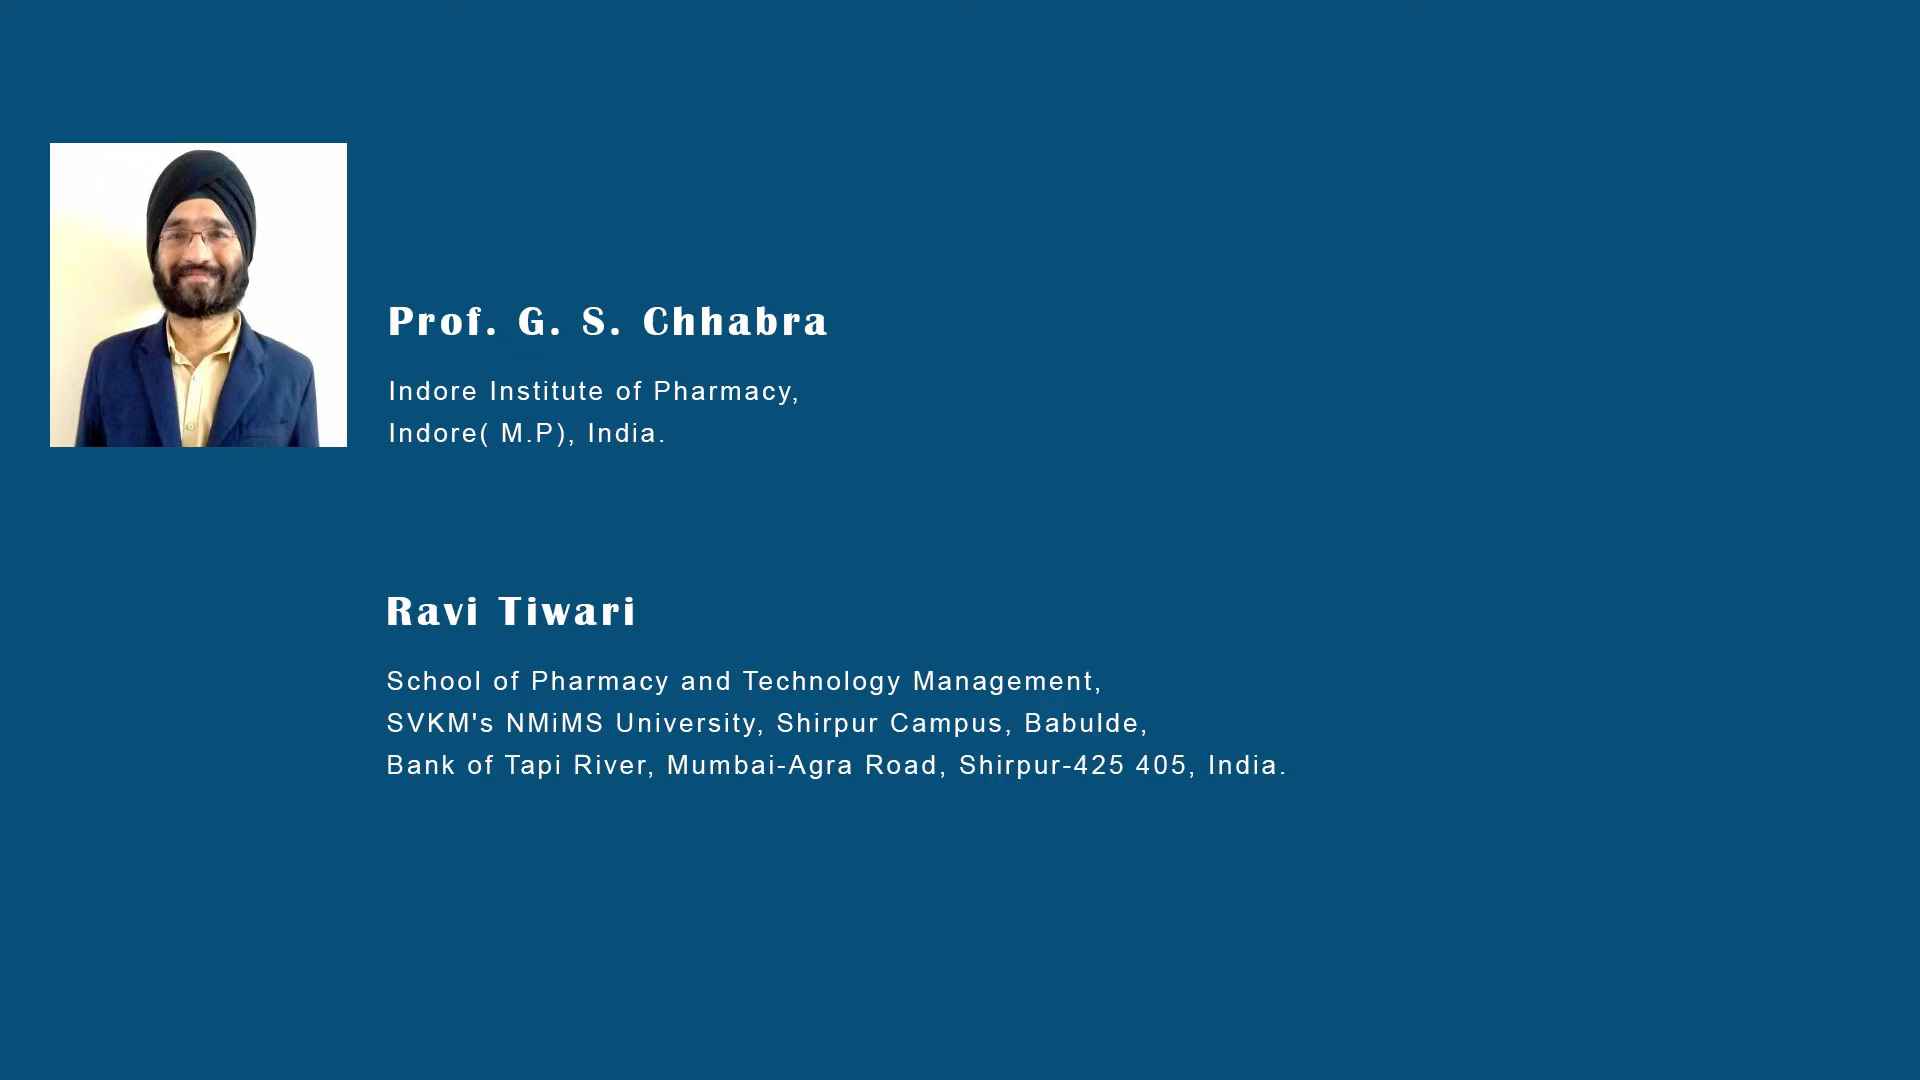 Prof. G. S. Chhabra
Indore Institute of Pharmacy,
Indore( M.P), India.
Ravi Tiwari
School of Pharmacy and Technology Management,
SVKM's NMiMS University, Shirpur Campus, Babulde,
Bank of Tapi River, Mumbai-Agra Road, Shirpur-425 405, India.